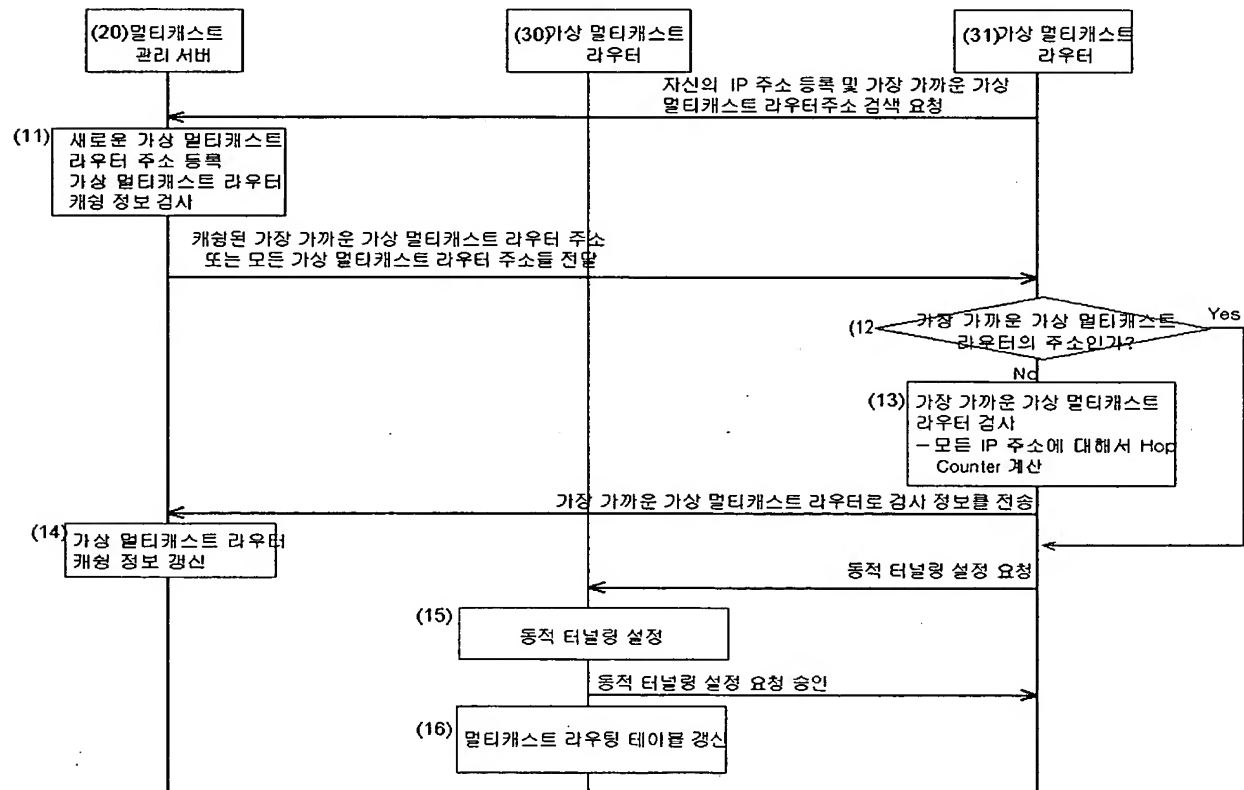 (20)멀티캐스트
관리 서버
(30)가상 멀티캐스트
라우터
(31)가상 멀티캐스트
라우터
자신의 IP 주소 등록 및 가장 가까운 가상
멀티캐스트 라우터주소 검색 요청
(11) 새로운 가상 멀티캐스트
라우터 주소 등록
가상 멀티캐스트 라우터
캐슁 정보 검사
캐슁된 가장 가까운 가상 멀티캐스트 라우터 주소
또는 모든 가상 멀티캐스트 라우터 주소들 전달
(12 가장 가까운 가상 멀티캐스트
라우터의 주소인가?
Yes
No
(13) 가장 가까운 가상 멀티캐스트
라우터 검사
– 모든 IP 주소에 대해서 Hop
Counter 계산
가장 가까운 가상 멀티캐스트 라우터로 검사 정보를 전송
(14) 가상 멀티캐스트 라우터
캐슁 정보 갱신
동적 터널링 설정 요청
(15) 동적 터널링 설정
동적 터널링 설정 요청 승인
(16) 멀티캐스트 라우팅 테이블 갱신